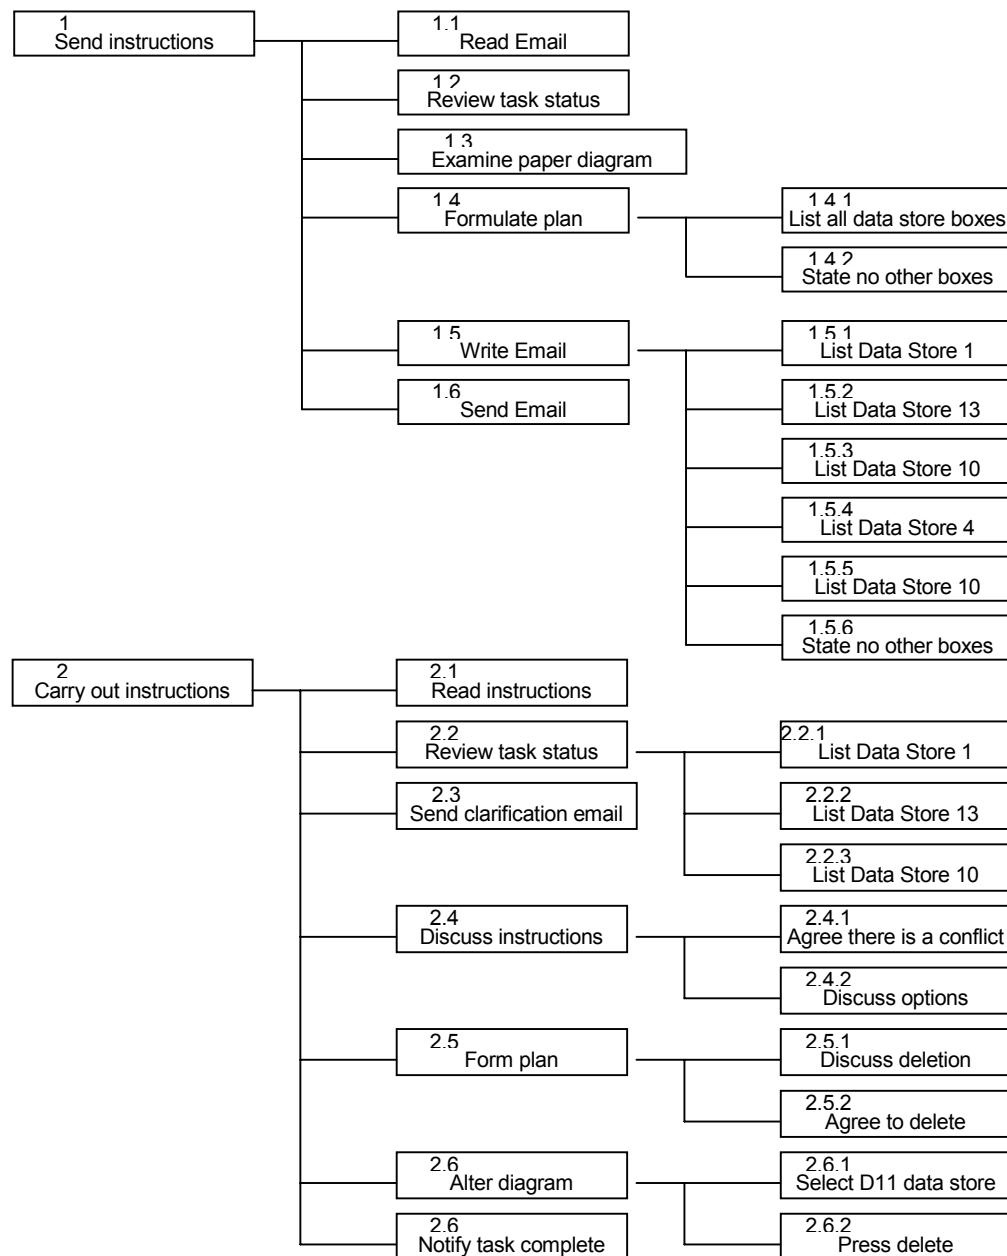 1
Send instructions
1.1
Read Email
1.2
Review task status
1.3
Examine paper diagram
1.4
Formulate plan
1.4.1
List all data store boxes
1.4.2
State no other boxes
1.5
Write Email
1.5.1
List Data Store 1
1.6
Send Email
1.5.2
List Data Store 13
1.5.3
List Data Store 10
1.5.4
List Data Store 4
1.5.5
List Data Store 10
1.5.6
State no other boxes
2
Carry out instructions
2.1
Read instructions
2.2
Review task status
2.2.1
List Data Store 1
2.3
Send clarification email
2.2.2
List Data Store 13
2.2.3
List Data Store 10
2.4
Discuss instructions
2.4.1
Agree there is a conflict
2.4.2
Discuss options
2.5
Form plan
2.5.1
Discuss deletion
2.5.2
Agree to delete
2.6
Alter diagram
2.6.1
Select D11 data store
2.6
Notify task complete
2.6.2
Press delete